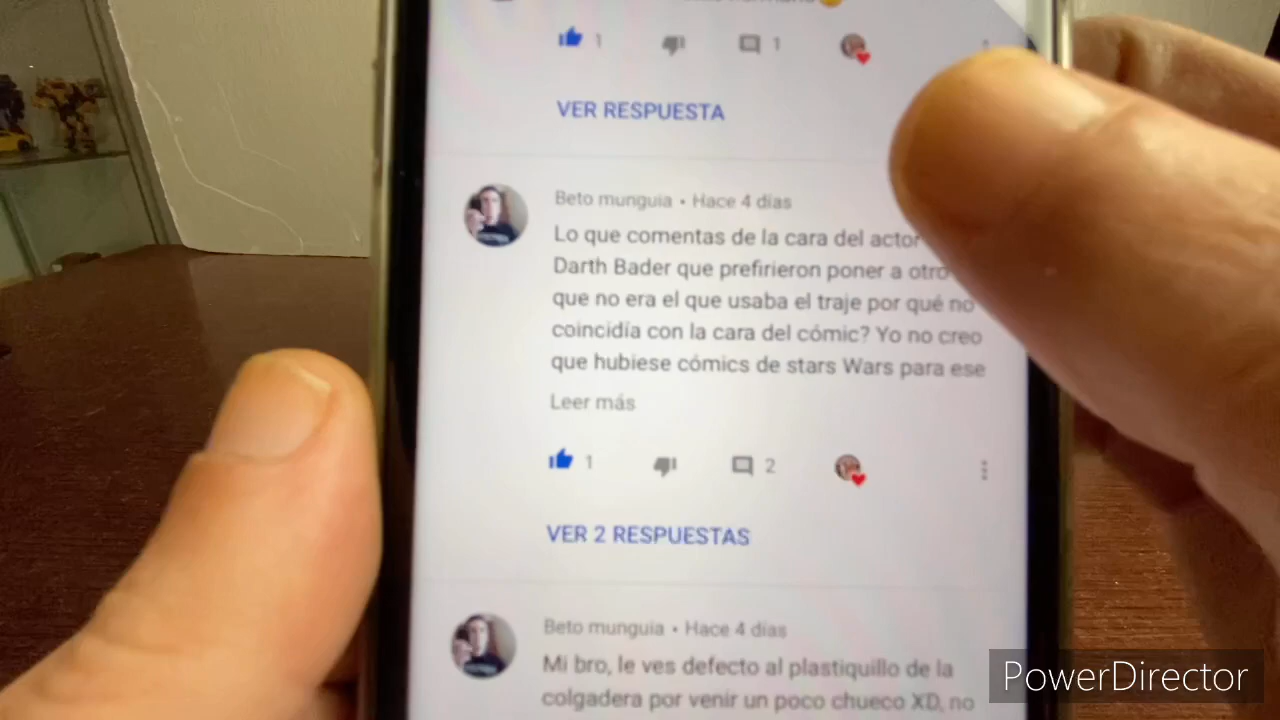 1
1
VER RESPUESTA
Beto munguia • Hace 4 días
Lo que comentas de la cara del actor
Darth Bader que prefirieron poner a otro
que no era el que usaba el traje por qué no
coincidía con la cara del cómic? Yo no creo
que hubiese cómics de stars Wars para ese
Leer más
1
2
VER 2 RESPUESTAS
Beto munguia • Hace 4 días
Mi bro, le ves defecto al plastiquillo de la
colgadera por venir un poco chueco XD, no
PowerDirector